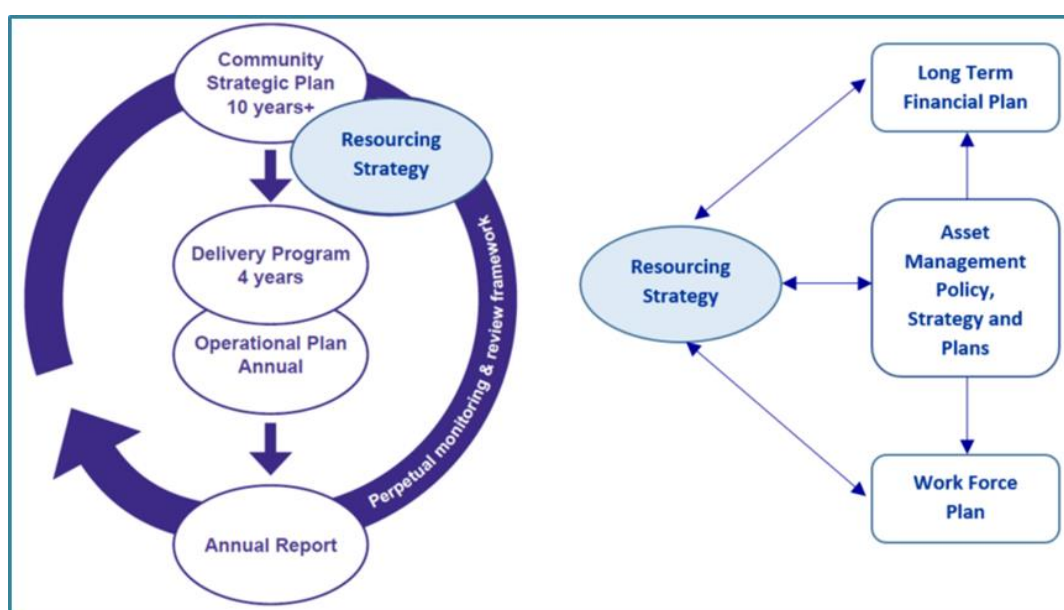 Community
Strategic Plan
10 years+
Resourcing
Strategy
Delivery Program
4 years
Operational Plan
Annual
Perpetual monitoring & review framework
Annual Report
Long Term
Financial Plan
Resourcing
Strategy
Asset
Management
Policy,
Strategy and
Plans
Work Force
Plan